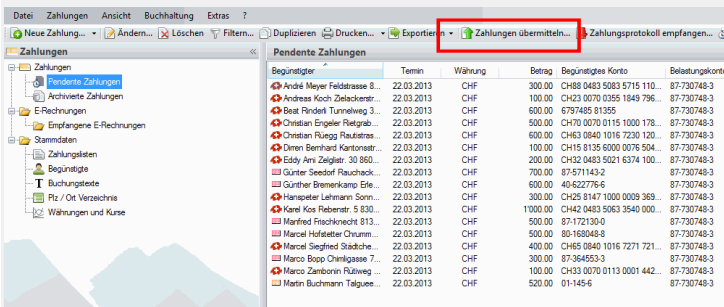 Datei Zahlungen Ansicht Buchhaltung Extras ?
Neue Zahlung... Ändern... Löschen Filtern... Duplizieren Drucken... Exportieren Zahlungen übermitteln... Zahlungsprotokoll empfangen...
Zahlungen «
Pendente Zahlungen
Zahlungen
Pendente Zahlungen
Archivierte Zahlungen
E-Rechnungen
Empfangene E-Rechnungen
Stammdaten
Zahlungslisten
Begünstigte
Buchungstexte
Plz / Ort Verzeichnis
Währungen und Kurse
Begünstigter Termin Währung Betrag Begünstigtes Konto Belastungskonto
André Meyer Feldstrasse 8... 22.03.2013 CHF 300.00 CH88 0483 5083 5715 110... 87-730748-3
Andreas Koch Zielackerstr... 22.03.2013 CHF 100.00 CH23 0070 0355 1849 796... 87-730748-3
Beat Rinderli Tunnelweg 3... 22.03.2013 CHF 600.00 6797485 81355 87-730748-3
Christian Engeler Rietgrab... 22.03.2013 CHF 500.00 CH70 0070 0115 1000 178... 87-730748-3
Christian Rüegg Rautistras... 22.03.2013 CHF 600.00 CH63 0840 1016 7230 120... 87-730748-3
Dirren Bernhard Kantonsstr... 22.03.2013 CHF 100.00 CH15 8135 6000 0076 504... 87-730748-3
Eddy Arni Zelglistr. 30 860... 22.03.2013 CHF 200.00 CH32 0483 5021 6374 100... 87-730748-3
Günter Seedorf Rauchack... 22.03.2013 CHF 700.00 87-571143-2 87-730748-3
Günther Bremenkamp Erle... 22.03.2013 CHF 600.00 40-622776-6 87-730748-3
Hanspeter Lehmann Sonn... 22.03.2013 CHF 300.00 CH25 8147 1000 0009 369... 87-730748-3
Karel Kos Rebenstr. 5 830... 22.03.2013 CHF 1'000.00 CH42 0483 5063 3540 000... 87-730748-3
Manfred Frischknecht 813... 22.03.2013 CHF 500.00 87-172130-0 87-730748-3
Marcel Hofstetter Chrumm... 22.03.2013 CHF 500.00 80-168048-8 87-730748-3
Marcel Siegfried Städtche... 22.03.2013 CHF 400.00 CH65 0840 1016 7271 721... 87-730748-3
Marco Bopp Chimligasse 7... 22.03.2013 CHF 300.00 87-364553-3 87-730748-3
Marco Zambonin Rütiweg ... 22.03.2013 CHF 100.00 CH33 0070 0113 0001 442... 87-730748-3
Martin Buchmann Talguee... 22.03.2013 CHF 520.00 01-145-6 87-730748-3